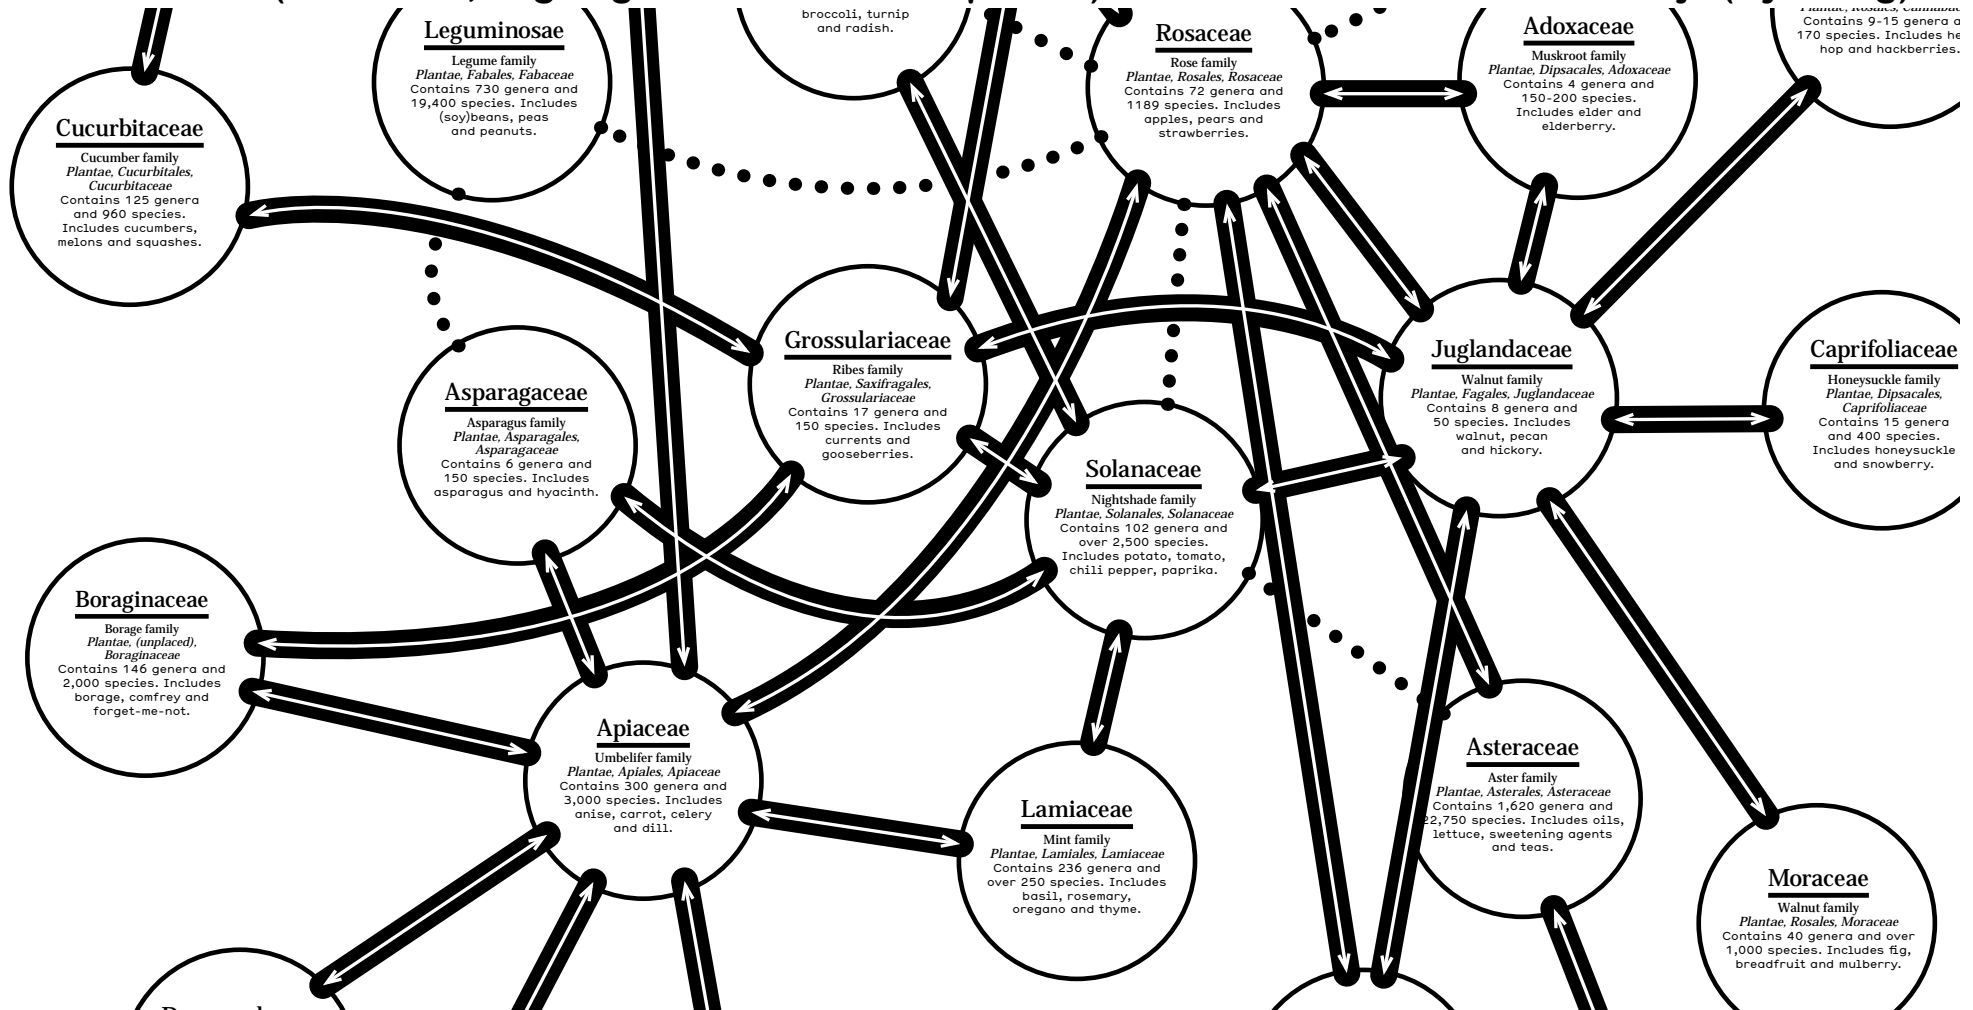 broccoli, turnip
and radish.
Leguminosae
Legume family
Plantae, Fabales, Fabaceae
Contains 730 genera and
19,400 species. Includes
(soy)beans, peas
and peanuts.
Rosaceae
Rose family
Plantae, Rosales, Rosaceae
Contains 72 genera and
1189 species. Includes
apples, pears and
strawberries.
Adoxaceae
Muskroot family
Plantae, Dipsacales, Adoxaceae
Contains 4 genera and
150-200 species.
Includes elder and
elderberry.
Contains 9-15 genera
170 species. Includes
hop and hackberries.
Cucurbitaceae
Cucumber family
Plantae, Cucurbitales,
Cucurbitaceae
Contains 125 genera
and 960 species.
Includes cucumbers,
melons and squashes.
Grossulariaceae
Ribes family
Plantae, Saxifragales,
Grossulariaceae
Contains 17 genera and
150 species. Includes
currents and
gooseberries.
Juglandaceae
Walnut family
Plantae, Fagales, Juglandaceae
Contains 8 genera and
50 species. Includes
walnut, pecan
and hickory.
Caprifoliaceae
Honeysuckle family
Plantae, Dipsacales,
Caprifoliaceae
Contains 15 genera
and 400 species.
Includes honeysuckle
and snowberry.
Asparagaceae
Asparagus family
Plantae, Asparagales,
Asparagaceae
Contains 6 genera and
150 species. Includes
asparagus and hyacinth.
Solanaceae
Nightshade family
Plantae, Solanales, Solanaceae
Contains 102 genera and
over 2,500 species.
Includes potato, tomato,
chili pepper, paprika.
Boraginaceae
Borage family
Plantae, (unplaced),
Boraginaceae
Contains 146 genera and
2,000 species. Includes
borage, comfrey and
forget-me-not.
Apiaceae
Umbelifer family
Plantae, Apiales, Apiaceae
Contains 300 genera and
3,000 species. Includes
anise, carrot, celery
and dill.
Lamiaceae
Mint family
Plantae, Lamiales, Lamiaceae
Contains 236 genera and
over 250 species. Includes
basil, rosemary,
oregano and thyme.
Asteraceae
Aster family
Plantae, Asterales, Asteraceae
Contains 1,620 genera and
22,750 species. Includes oils,
lettuce, sweetening agents
and teas.
Moraceae
Walnut family
Plantae, Rosales, Moraceae
Contains 40 genera and over
1,000 species. Includes fig,
breadfruit and mulberry.